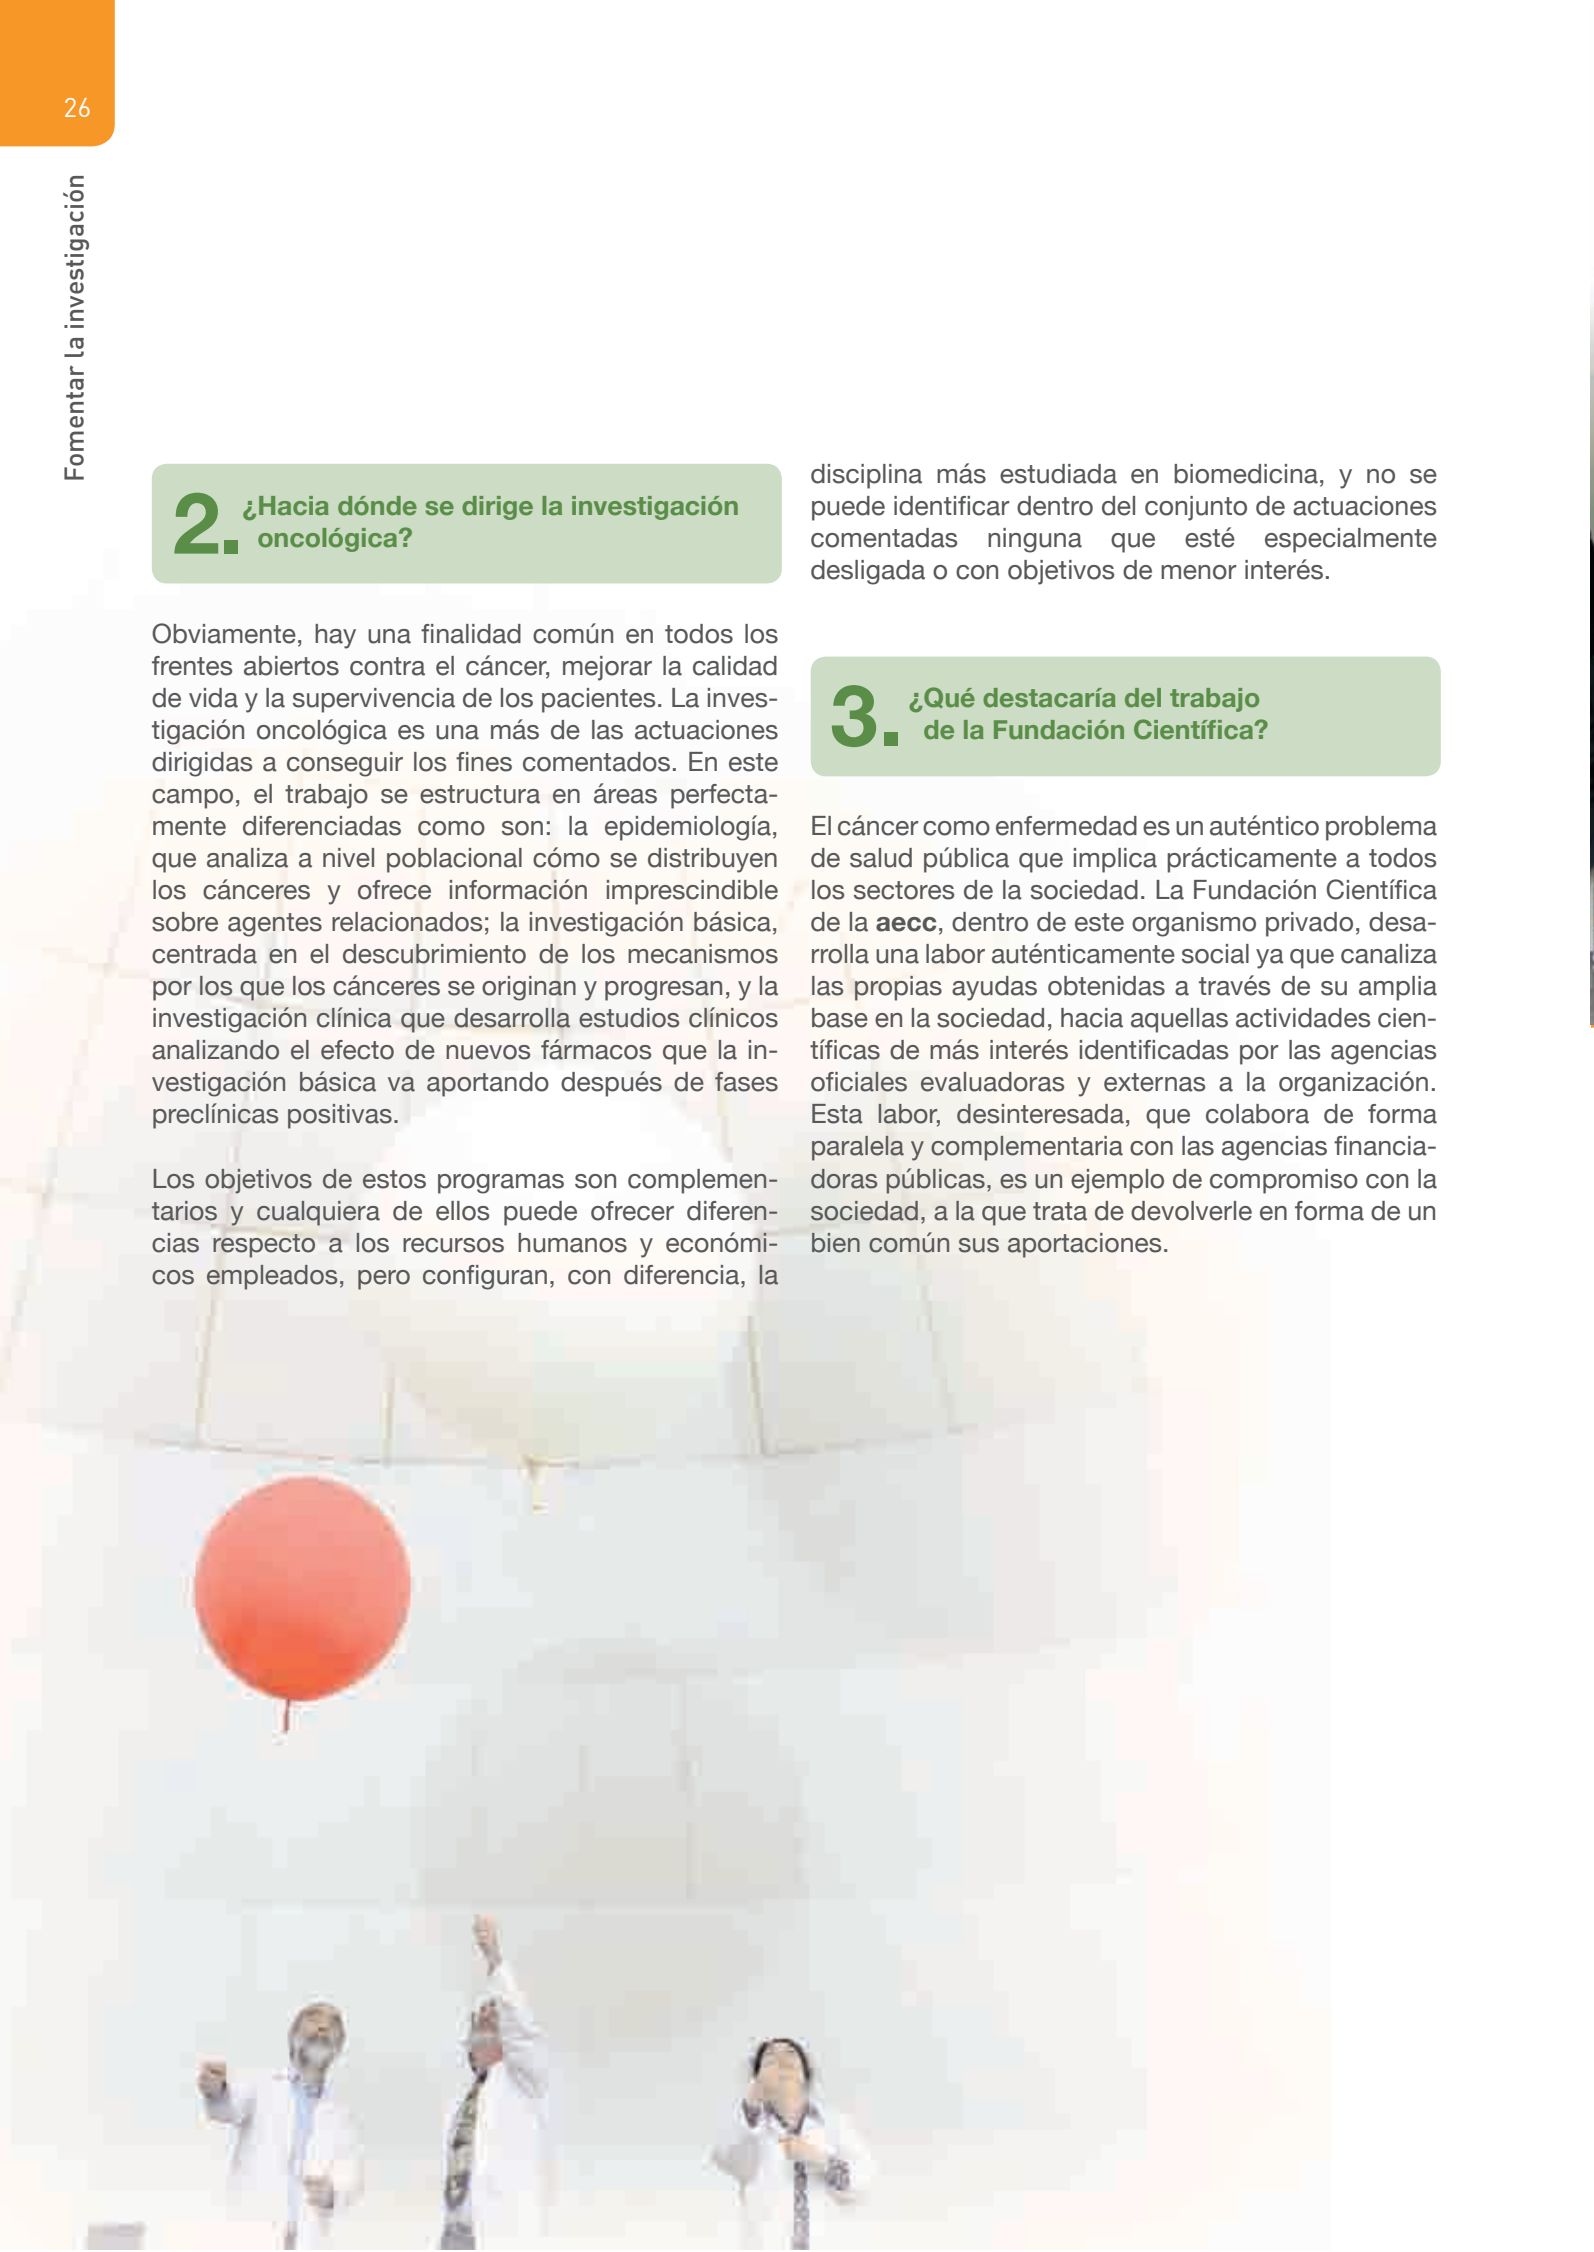 26
Fomentar la investigación
2. ¿Hacia dónde se dirige la investigación
oncológica?
Obviamente, hay una finalidad común en todos los
frentes abiertos contra el cáncer, mejorar la calidad
de vida y la supervivencia de los pacientes. La inves-
tigación oncológica es una más de las actuaciones
dirigidas a conseguir los fines comentados. En este
campo, el trabajo se estructura en áreas perfecta-
mente diferenciadas como son: la epidemiología,
que analiza a nivel poblacional cómo se distribuyen
los cánceres y ofrece información imprescindible
sobre agentes relacionados; la investigación básica,
centrada en el descubrimiento de los mecanismos
por los que los cánceres se originan y progresan, y la
investigación clínica que desarrolla estudios clínicos
analizando el efecto de nuevos fármacos que la in-
vestigación básica va aportando después de fases
preclínicas positivas.
Los objetivos de estos programas son complemen-
tarios y cualquiera de ellos puede ofrecer diferen-
cias respecto a los recursos humanos y económi-
cos empleados, pero configuran, con diferencia, la
disciplina más estudiada en biomedicina, y no se
puede identificar dentro del conjunto de actuaciones
comentadas ninguna que esté especialmente
desligada o con objetivos de menor interés.
3. ¿Qué destacaría del trabajo
de la Fundación Científica?
El cáncer como enfermedad es un auténtico problema
de salud pública que implica prácticamente a todos
los sectores de la sociedad. La Fundación Científica
de la aecc, dentro de este organismo privado, desa-
rrolla una labor auténticamente social ya que canaliza
las propias ayudas obtenidas a través de su amplia
base en la sociedad, hacia aquellas actividades cien-
tíficas de más interés identificadas por las agencias
oficiales evaluadoras y externas a la organización.
Esta labor, desinteresada, que colabora de forma
paralela y complementaria con las agencias financia-
doras públicas, es un ejemplo de compromiso con la
sociedad, a la que trata de devolverle en forma de un
bien común sus aportaciones.